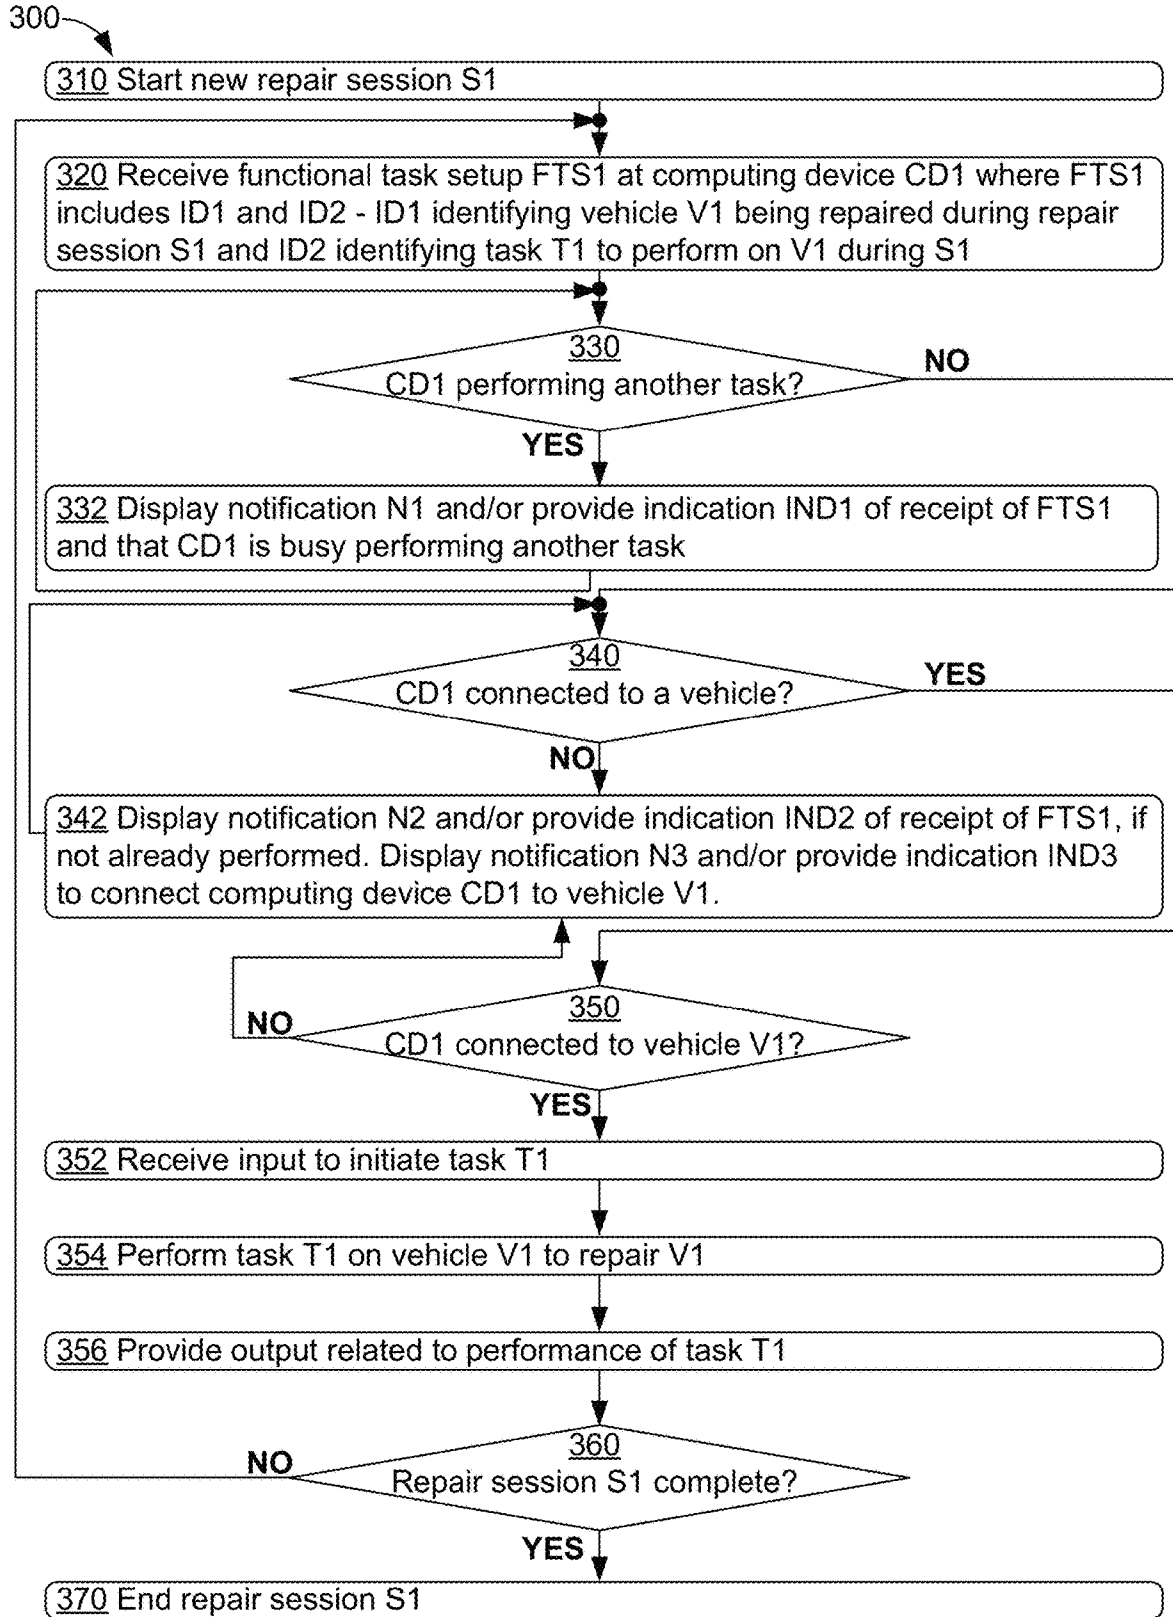 300
310 Start new repair session S1
320 Receive functional task setup FTS1 at computing device CD1 where FTS1
includes ID1 and ID2 - ID1 identifying vehicle V1 being repaired during repair
session S1 and ID2 identifying task T1 to perform on V1 during S1
330
CD1 performing another task?
NO
YES
332 Display notification N1 and/or provide indication IND1 of receipt of FTS1
and that CD1 is busy performing another task
340
CD1 connected to a vehicle?
YES
NO
342 Display notification N2 and/or provide indication IND2 of receipt of FTS1, if
not already performed. Display notification N3 and/or provide indication IND3
to connect computing device CD1 to vehicle V1.
350
NO
CD1 connected to vehicle V1?
YES
352 Receive input to initiate task T1
354 Perform task T1 on vehicle V1 to repair V1
356 Provide output related to performance of task T1
360
NO
Repair session S1 complete?
YES
370 End repair session S1